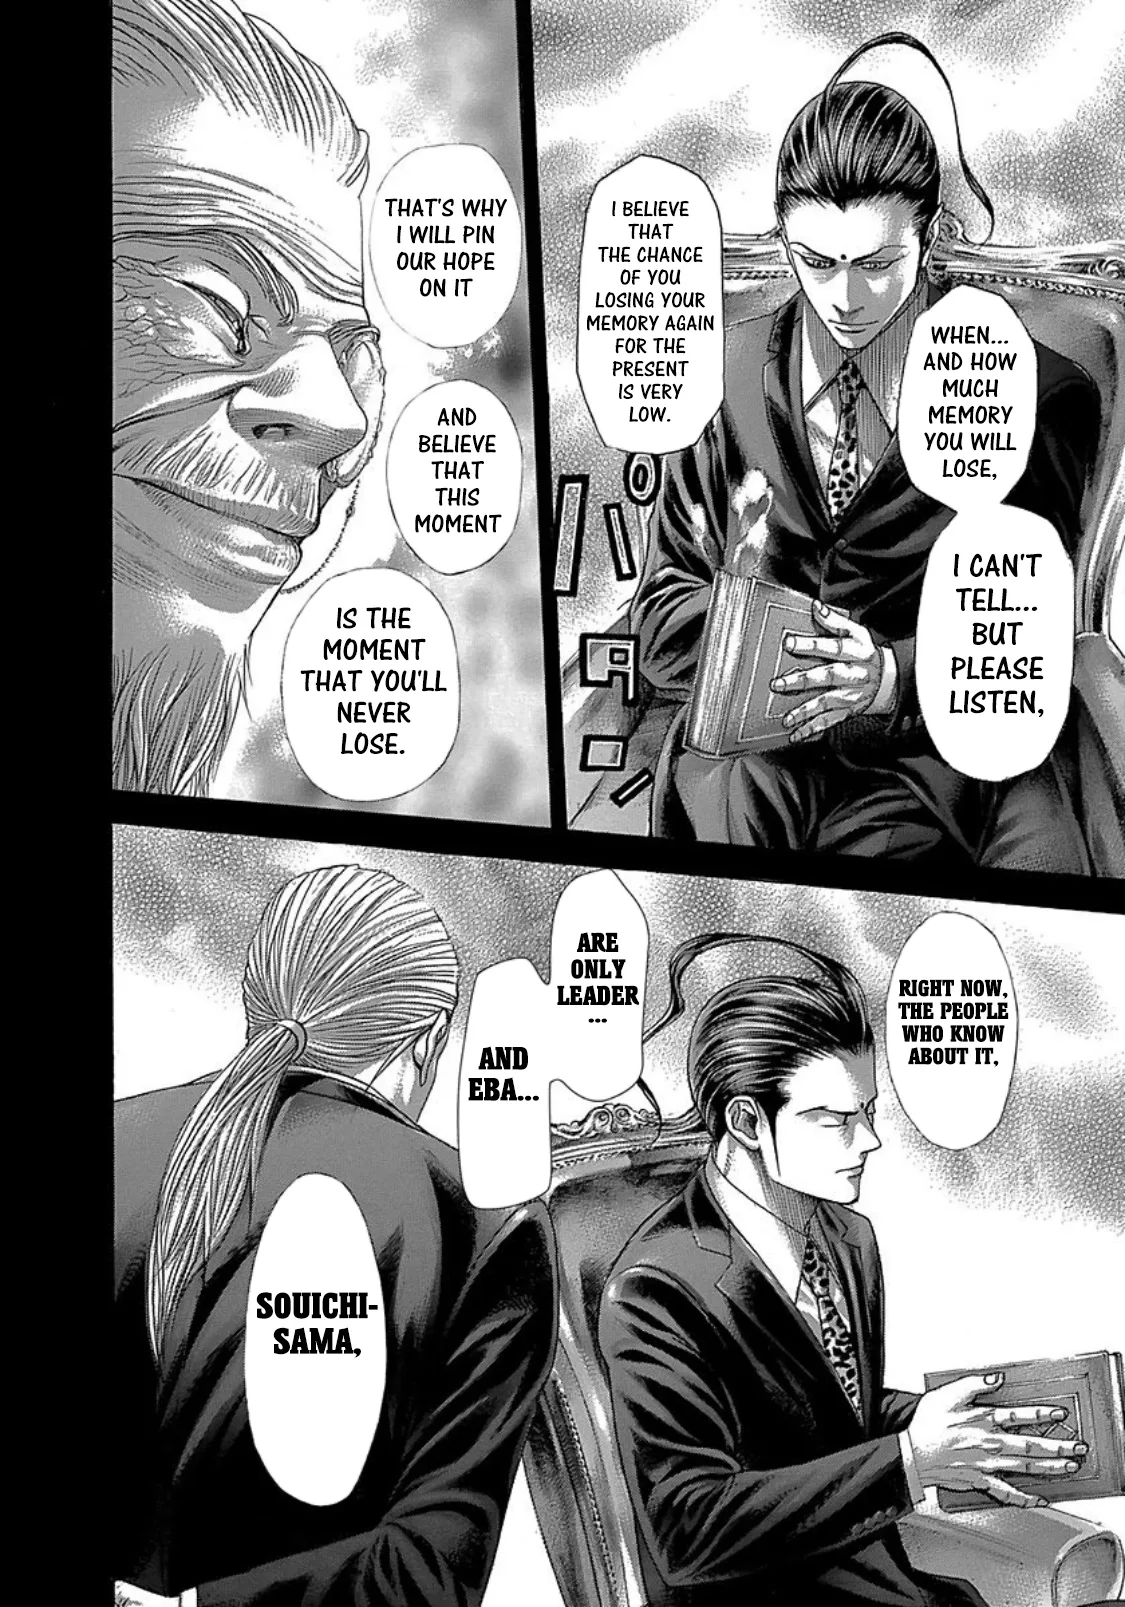 WHEN...
AND HOW
MUCH
MEMORY
YOU WILL
LOSE,
I CAN'T
TELL...
BUT
PLEASE
LISTEN,
I BELIEVE
THAT
THE CHANCE
OF YOU
LOSING YOUR
MEMORY AGAIN
FOR THE
PRESENT
IS VERY
LOW.
パタン
THAT'S WHY
I WILL PIN
OUR HOPE
ON IT
AND
BELIEVE
THAT
THIS
MOMENT
IS THE
MOMENT
THAT YOU'LL
NEVER
LOSE.
RIGHT NOW,
THE PEOPLE
WHO KNOW
ABOUT IT,
ARE
ONLY
LEADER
...
AND
EBA...
SOUICHI-
SAMA,